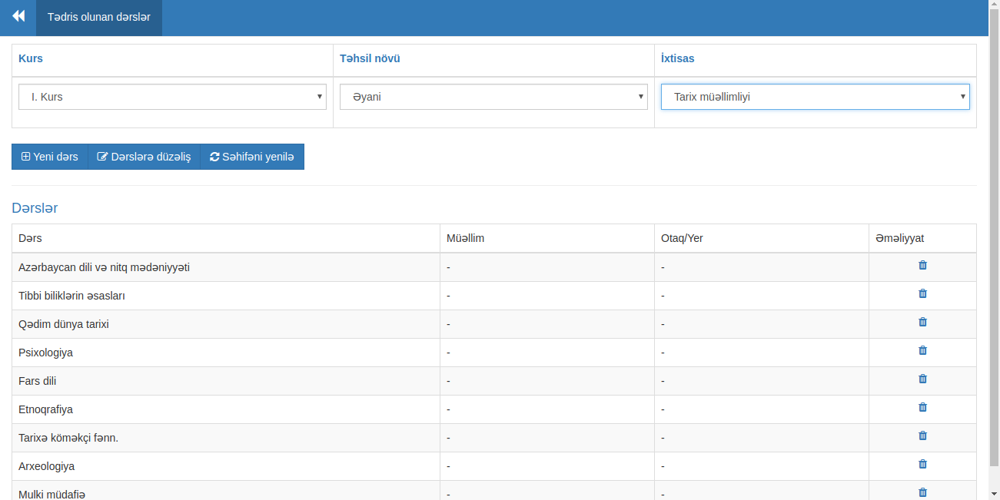 Tədris olunan dərslər
Kurs Təhsil növü İxtisas
I. Kurs Əyani Tarix müəllimliyi
Yeni dərs Dərslərə düzəliş Səhifəni yenilə
Dərslər
Dərs Müəllim Otaq/Yer Əməliyyat
Azərbaycan dili və nitq mədəniyyəti - -
Tibbi biliklərin əsasları - -
Qədim dünya tarixi - -
Psixologiya - -
Fars dili - -
Etnoqrafiya - -
Tarixə köməkçi fənn. - -
Arxeologiya - -
Mulki müdafiə - -